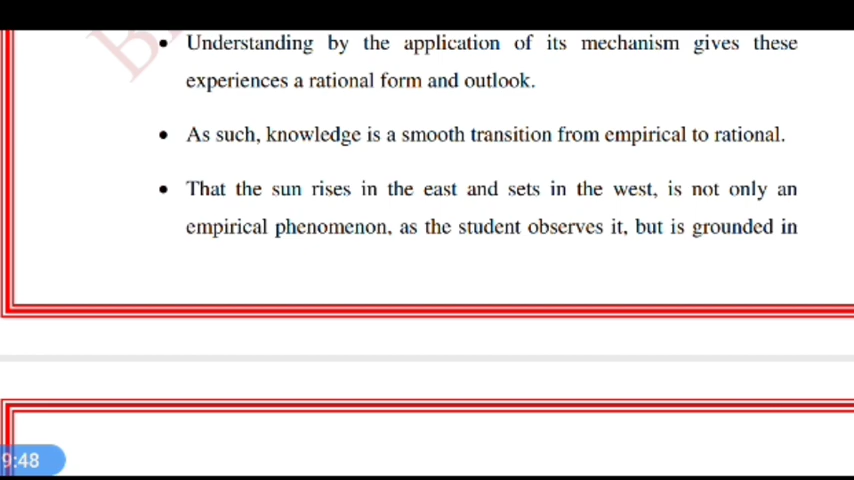 • Understanding by the application of its mechanism gives these
experiences a rational form and outlook.
• As such, knowledge is a smooth transition from empirical to rational.
• That the sun rises in the east and sets in the west, is not only an
empirical phenomenon, as the student observes it, but is grounded in
9:48